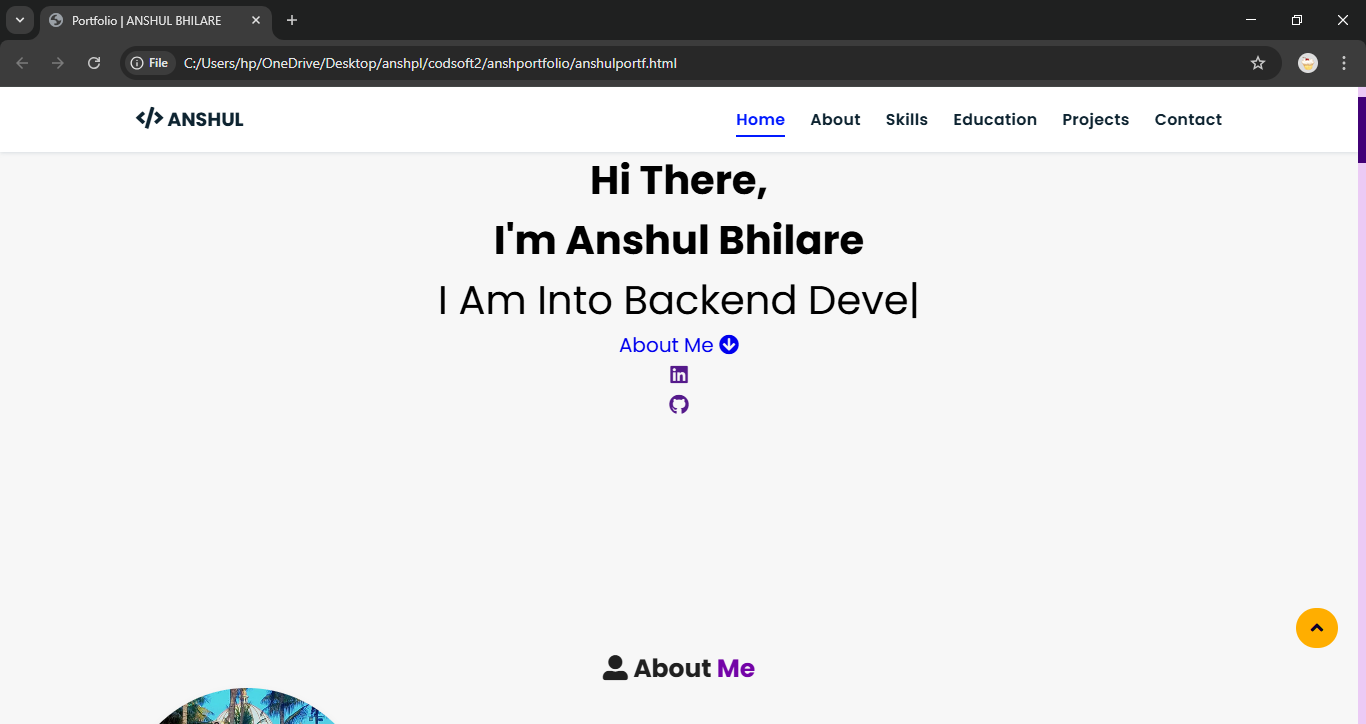 Portfolio | ANSHUL BHILARE
File C:/Users/hp/OneDrive/Desktop/anshpl/codsoft2/anshportfolio/anshulportf.html
</> ANSHUL
Home About Skills Education Projects Contact
Hi There,
I'm Anshul Bhilare
I Am Into Backend Deve|
About Me
in
About Me